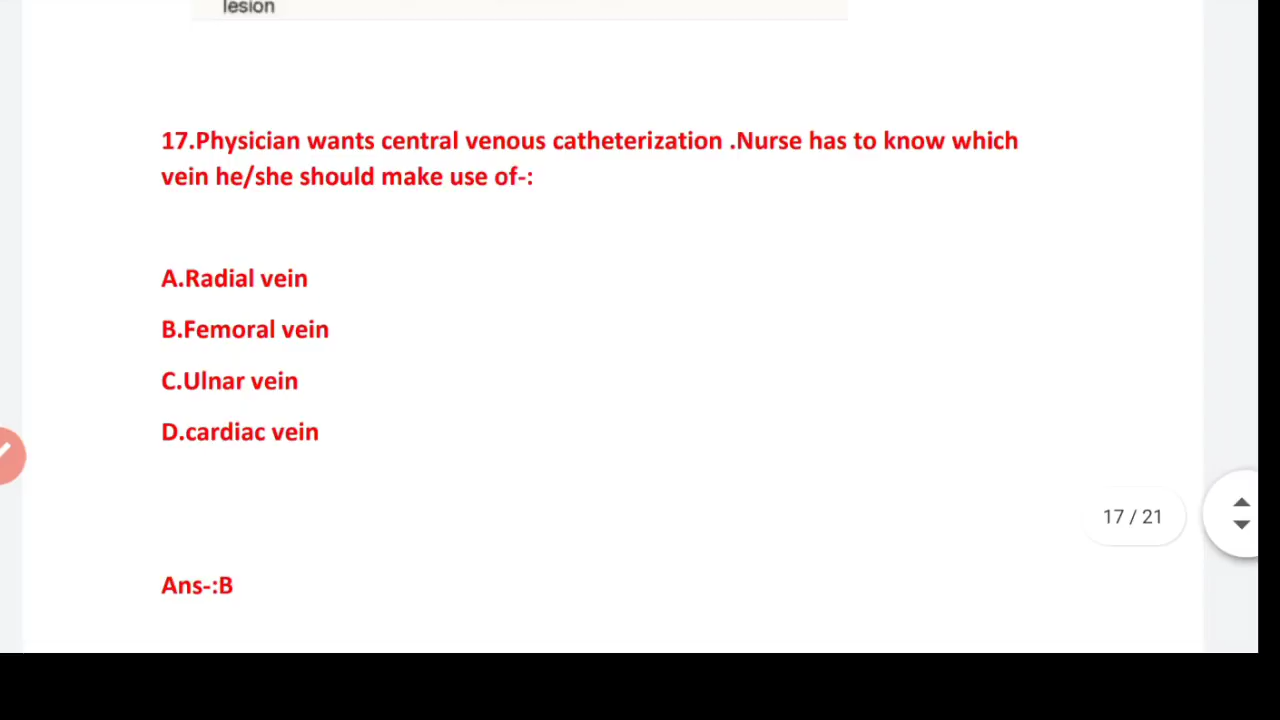 lesion
17.Physician wants central venous catheterization .Nurse has to know which
vein he/she should make use of-:
A.Radial vein
B.Femoral vein
C.Ulnar vein
D.cardiac vein
17 / 21
Ans-:B